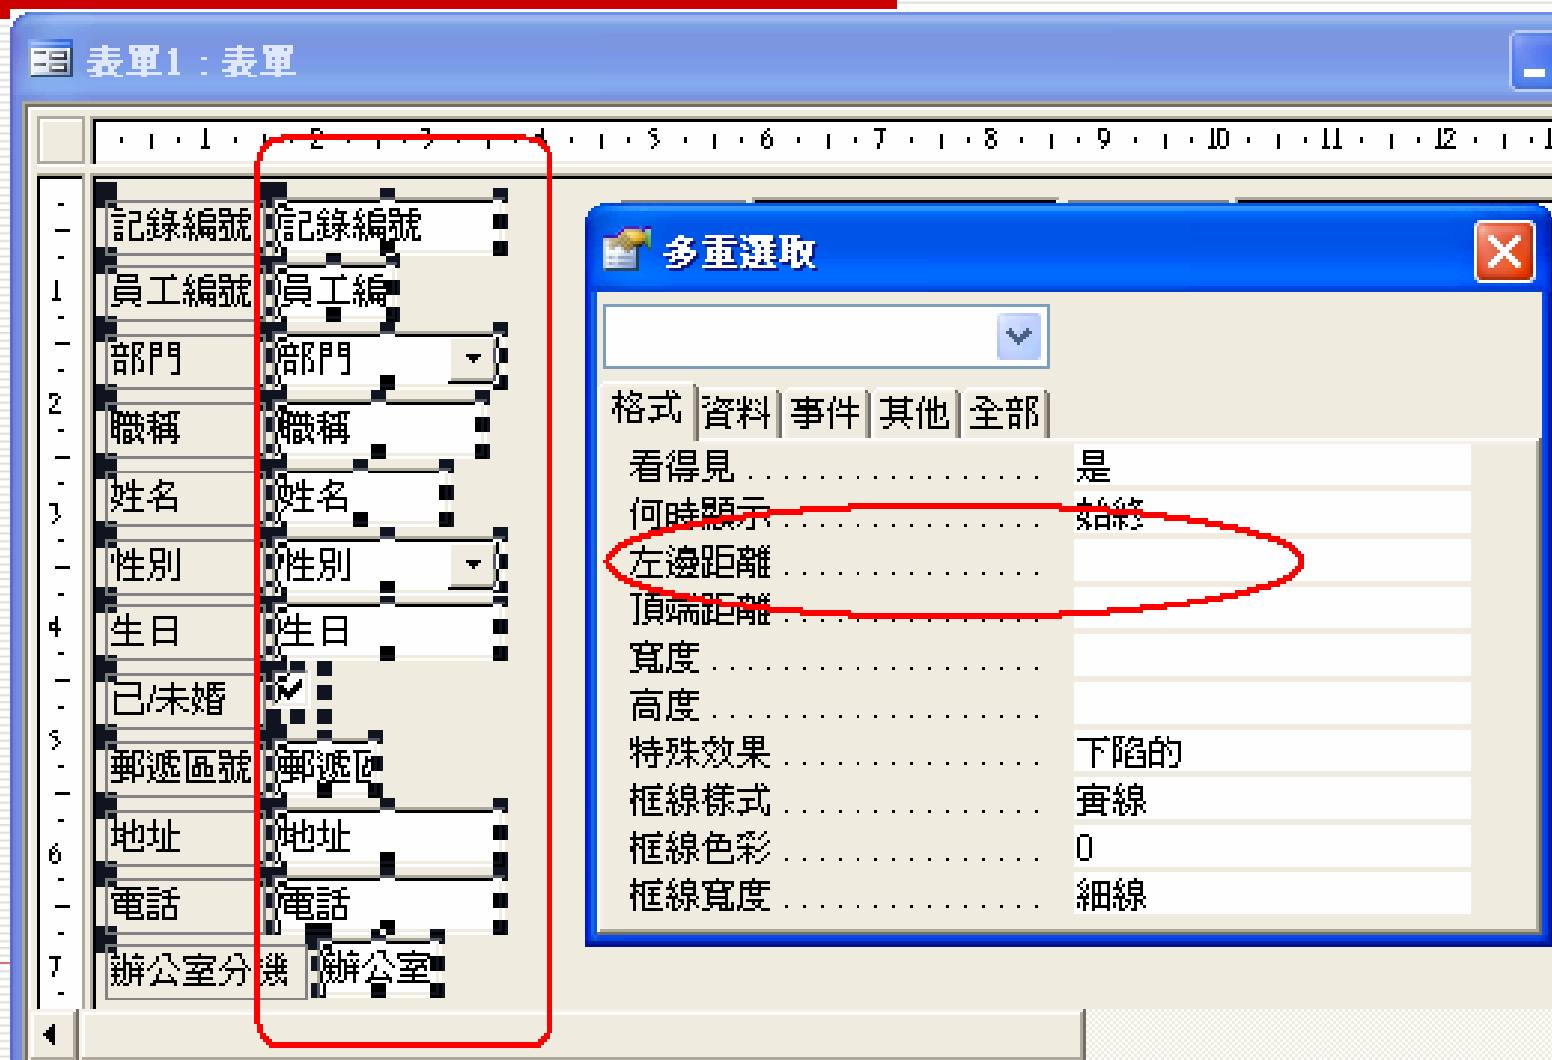 表單1 : 表單
1 2 3 4 5 6 7 8 9 10 11 12
記錄編號 記錄編號
1 員工編號 員工編
部門 部門
2 職稱 職稱
3 姓名 姓名
性別 性別
4 生日 生日
已/未婚
5 郵遞區號 郵遞區
6 地址 地址
電話 電話
7 辦公室分機 辦公室
多重選取
格式 資料 事件 其他 全部
看得見 . . . . . . . . . . . . . . . . . 是
何時顯示 . . . . . . . . . . . . . . . 始終
左邊距離 . . . . . . . . . . . . . . .
頂端距離 . . . . . . . . . . . . . . .
寬度 . . . . . . . . . . . . . . . . . . .
高度 . . . . . . . . . . . . . . . . . . .
特殊效果 . . . . . . . . . . . . . . . 下陷的
框線樣式 . . . . . . . . . . . . . . . 實線
框線色彩 . . . . . . . . . . . . . . . 0
框線寬度 . . . . . . . . . . . . . . . 細線